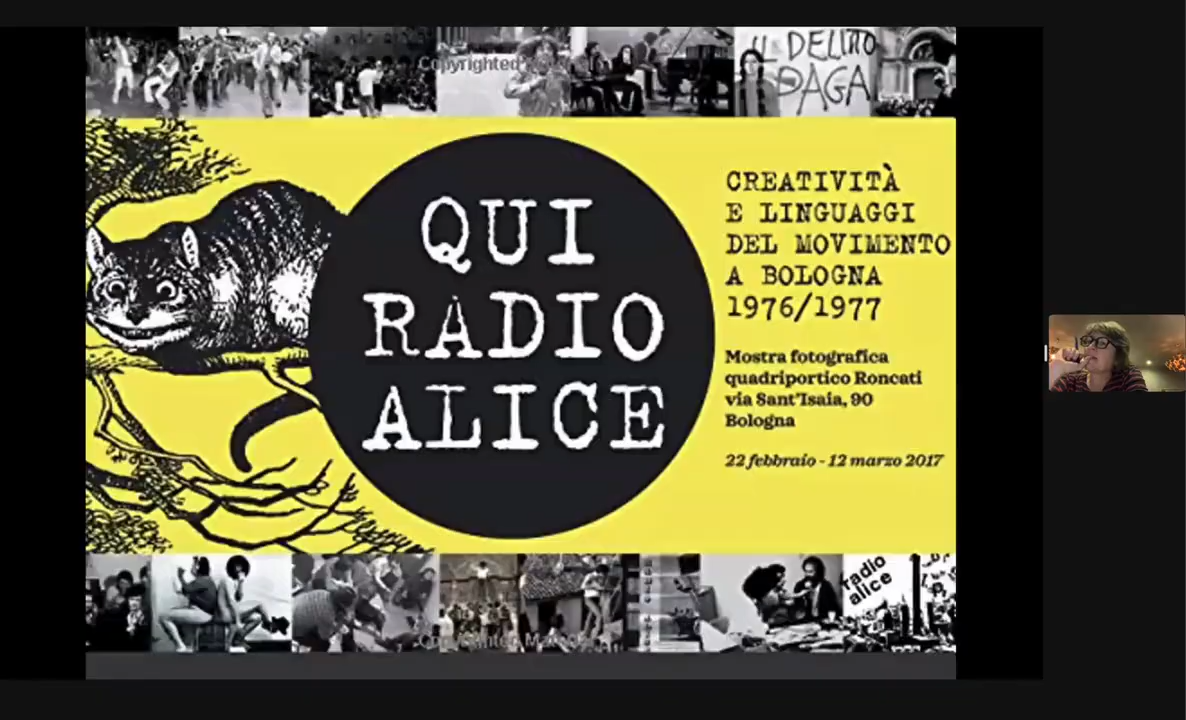 Copyrighted
IL DELITTO
PAGA
QUI
RADIO
ALICE
CREATIVITÀ
E LINGUAGGI
DEL MOVIMENTO
A BOLOGNA
1976/1977
Mostra fotografica
quadriportico Roncati
via Sant'Isaia, 90
Bologna
22 febbraio - 12 marzo 2017
radio
alice